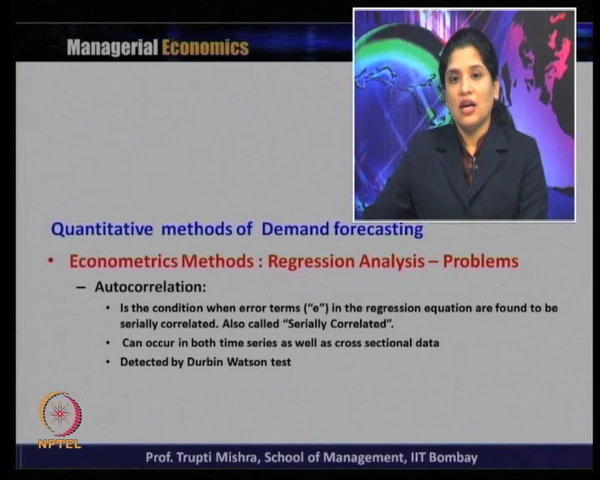 Managerial Economics
Quantitative methods of Demand forecasting
• Econometrics Methods : Regression Analysis – Problems
– Autocorrelation:
• Is the condition when error terms ("e") in the regression equation are found to be
serially correlated. Also called "Serially Correlated".
• Can occur in both time series as well as cross sectional data
• Detected by Durbin Watson test
NPTEL
Prof. Trupti Mishra, School of Management, IIT Bombay